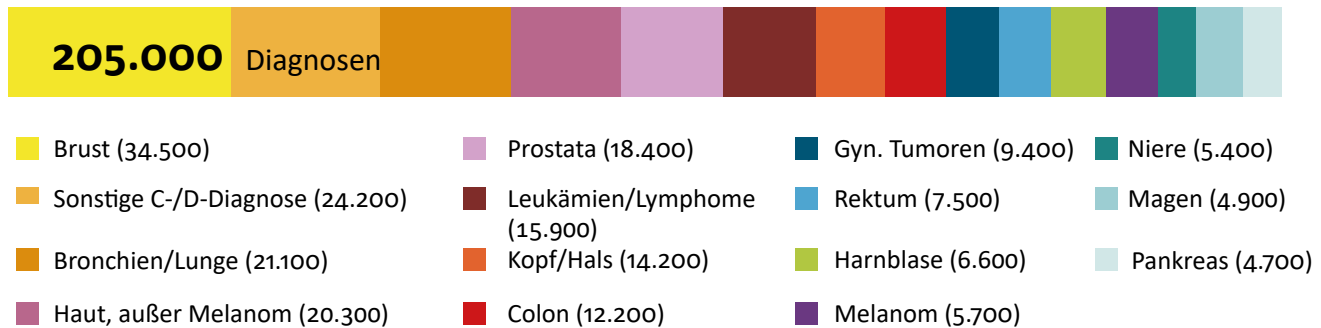 205.000 Diagnosen
Brust (34.500)
Sonstige C-/D-Diagnose (24.200)
Bronchien/Lunge (21.100)
Haut, außer Melanom (20.300)
Prostata (18.400)
Leukämien/Lymphome
(15.900)
Kopf/Hals (14.200)
Colon (12.200)
Gyn. Tumoren (9.400)
Rektum (7.500)
Harnblase (6.600)
Melanom (5.700)
Niere (5.400)
Magen (4.900)
Pankreas (4.700)